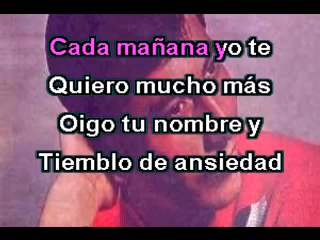 Cada mañana yo te
Quiero mucho más
Oigo tu nombre y
Tiemblo de ansiedad